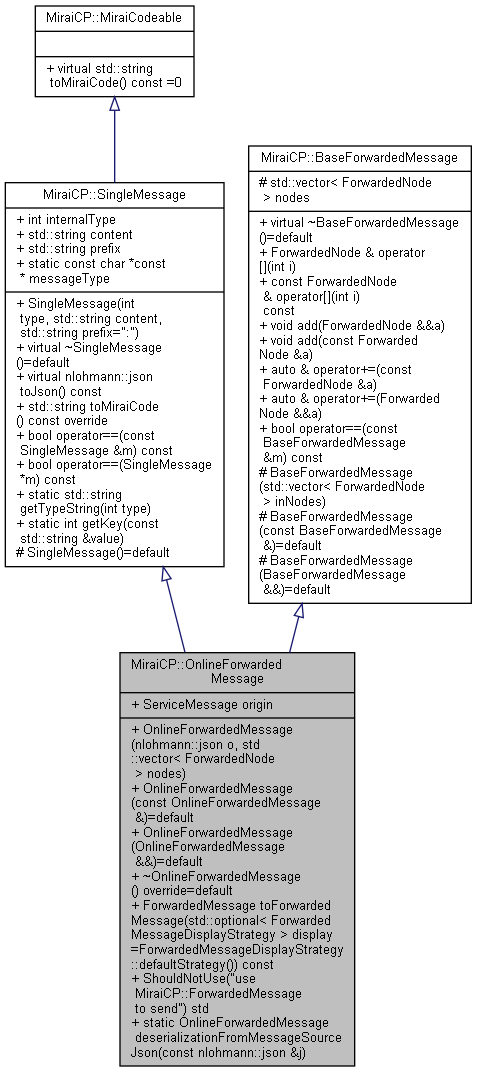 MiraiCP::MiraiCodeable
+ virtual std::string
toMiraiCode() const =0
MiraiCP::SingleMessage
+ int internalType
+ std::string content
+ std::string prefix
+ static const char *const
* messageType
+ SingleMessage(int
type, std::string content,
std::string prefix=":")
+ virtual ~SingleMessage
()=default
+ virtual nlohmann::json
toJson() const
+ std::string toMiraiCode
() const override
+ bool operator==(const
SingleMessage &m) const
+ bool operator==(SingleMessage
*m) const
+ static std::string
getTypeString(int type)
+ static int getKey(const
std::string &value)
# SingleMessage()=default
MiraiCP::BaseForwardedMessage
# std::vector< ForwardedNode
> nodes
+ virtual ~BaseForwardedMessage
()=default
+ ForwardedNode & operator
[](int i)
+ const ForwardedNode
& operator[](int i)
const
+ void add(ForwardedNode &&a)
+ void add(const Forwarded
Node &a)
+ auto & operator+=(const
ForwardedNode &a)
+ auto & operator+=(Forwarded
Node &&a)
+ bool operator==(const
BaseForwardedMessage
&m) const
# BaseForwardedMessage
(std::vector< ForwardedNode
> inNodes)
# BaseForwardedMessage
(const BaseForwardedMessage
&)=default
# BaseForwardedMessage
(BaseForwardedMessage
&&)=default
MiraiCP::OnlineForwarded
Message
+ ServiceMessage origin
+ OnlineForwardedMessage
(nlohmann::json o, std
::vector< ForwardedNode
> nodes)
+ OnlineForwardedMessage
(const OnlineForwardedMessage
&)=default
+ OnlineForwardedMessage
(OnlineForwardedMessage
&&)=default
+ ~OnlineForwardedMessage
() override=default
+ ForwardedMessage toForwarded
Message(std::optional< Forwarded
MessageDisplayStrategy > display
=ForwardedMessageDisplayStrategy
::defaultStrategy()) const
+ ShouldNotUse("use
MiraiCP::ForwardedMessage
to send") std
+ static OnlineForwardedMessage
deserializationFromMessageSource
Json(const nlohmann::json &j)